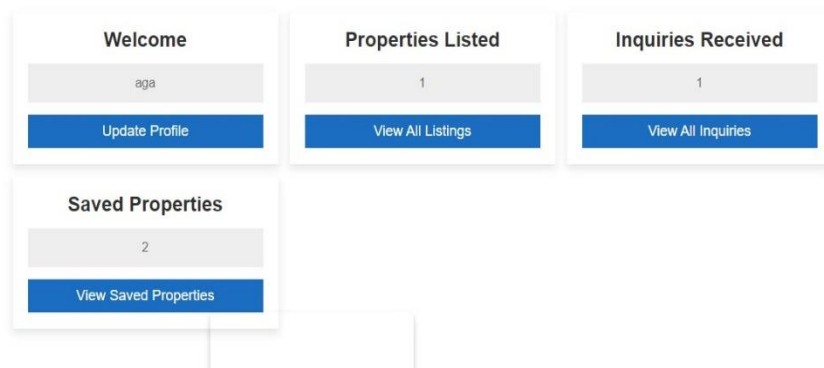 Welcome
aga
Update Profile
Properties Listed
1
View All Listings
Inquiries Received
1
View All Inquiries
Saved Properties
2
View Saved Properties